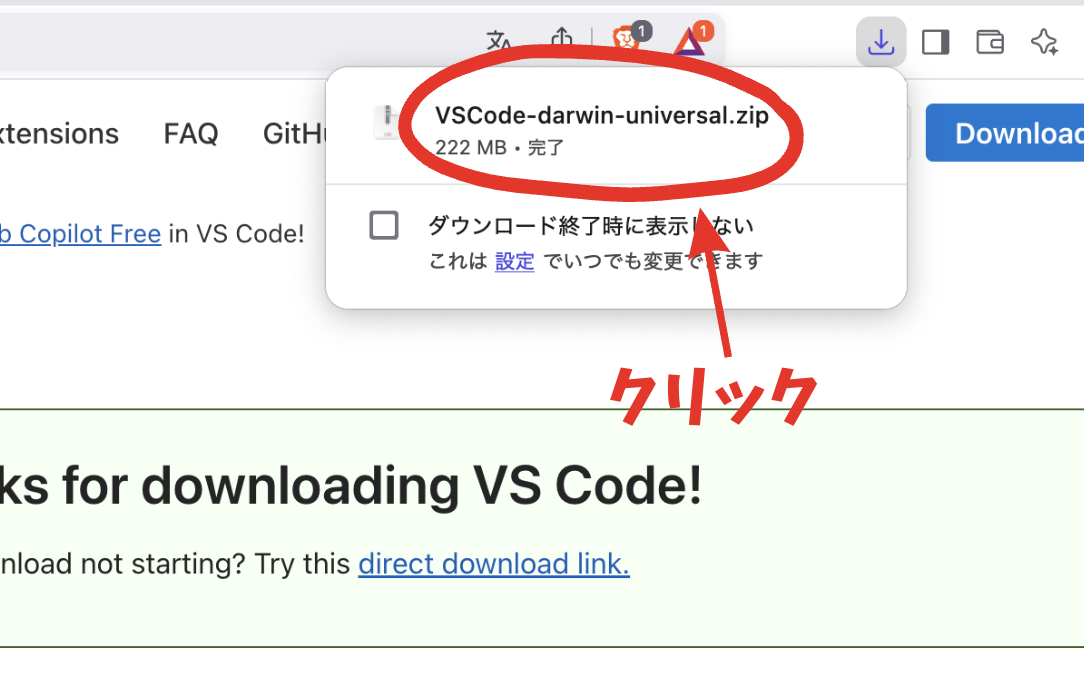 1
1
VSCode-darwin-universal.zip
222 MB • 完了
xtensions FAQ GitHu
Download
ダウンロード終了時に表示しない
b Copilot Free in VS Code!
これは 設定 でいつでも変更できます
クリック
ks for downloading VS Code!
nload not starting? Try this direct download link.